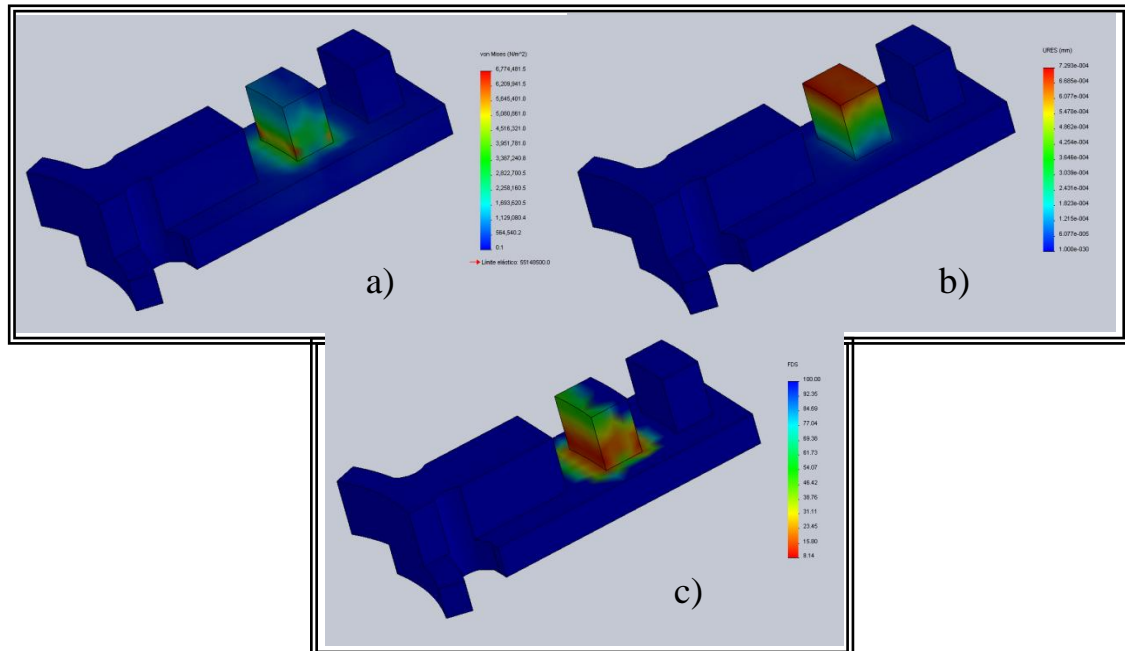 von Mises (N/m^2)
6,774,481.5
6,209,941.5
5,645,401.0
5,080,861.0
4,516,321.0
3,951,781.0
3,387,240.8
2,822,700.5
2,258,160.5
1,693,620.5
1,129,080.4
564,540.2
0.1
Límite elástico: 55148500.0
a)
URES (mm)
7.293e-004
6.685e-004
6.077e-004
5.470e-004
4.862e-004
4.254e-004
3.646e-004
3.039e-004
2.431e-004
1.823e-004
1.215e-004
6.077e-005
1.000e-030
b)
FDS
100.00
92.35
84.69
77.04
69.38
61.73
54.07
46.42
38.76
31.11
23.45
15.80
8.14
c)